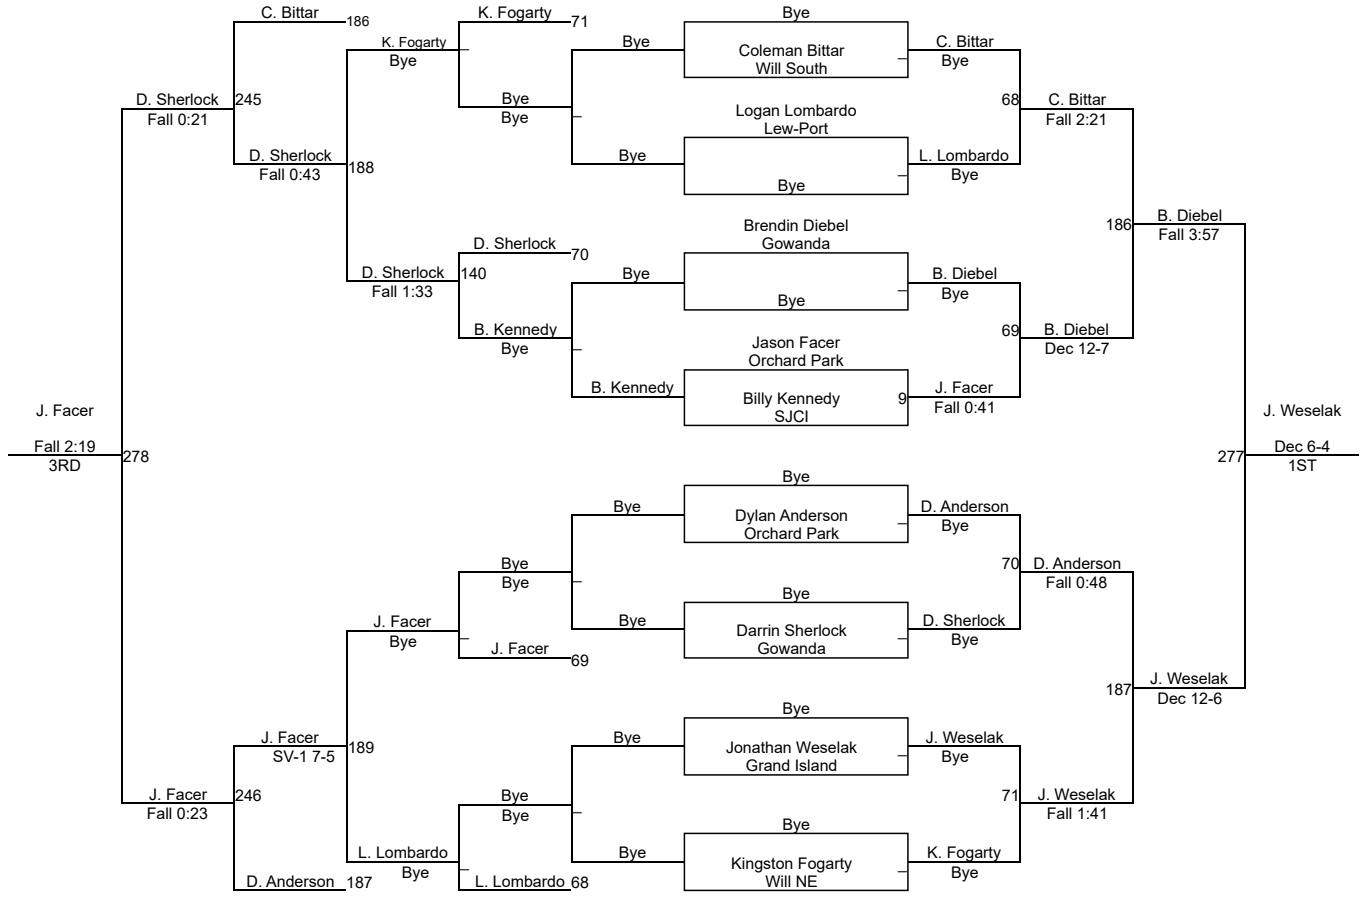 C. Bittar
186
K. Fogarty
71
Bye
K. Fogarty
Bye
Bye
Coleman Bittar
Will South
C. Bittar
Bye
D. Sherlock
245
Fall 0:21
Bye
Bye
Logan Lombardo
Lew-Port
68
C. Bittar
Fall 2:21
D. Sherlock
Fall 0:43
188
Bye
Bye
L. Lombardo
Bye
Brendin Diebel
Gowanda
186
B. Diebel
Fall 3:57
D. Sherlock
70
D. Sherlock
140
Fall 1:33
Bye
Bye
B. Diebel
Bye
B. Kennedy
Bye
Jason Facer
Orchard Park
69
B. Diebel
Dec 12-7
B. Kennedy
Billy Kennedy
SJCI
9
J. Facer
Fall 0:41
J. Facer
Fall 2:19
3RD
278
J. Weselak
277
Dec 6-4
1ST
Bye
Bye
Dylan Anderson
Orchard Park
D. Anderson
Bye
Bye
Bye
70
D. Anderson
Fall 0:48
Bye
J. Facer
Bye
J. Facer
69
Bye
Darrin Sherlock
Gowanda
D. Sherlock
Bye
187
J. Weselak
Dec 12-6
Bye
J. Facer
SV-1 7-5
189
Bye
Jonathan Weselak
Grand Island
J. Weselak
Bye
J. Facer
246
Fall 0:23
Bye
Bye
71
J. Weselak
Fall 1:41
Bye
L. Lombardo
Bye
Bye
Kingston Fogarty
Will NE
K. Fogarty
Bye
D. Anderson
187
L. Lombardo
68